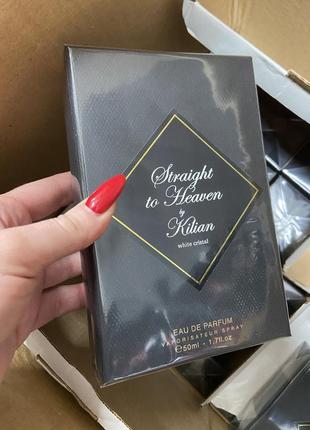 Straight
to Heaven
by
Kilian
white cristal
EAU DE PARFUM
VAPORISATEUR SPRAY
℮50ml - 1.7fl.oz